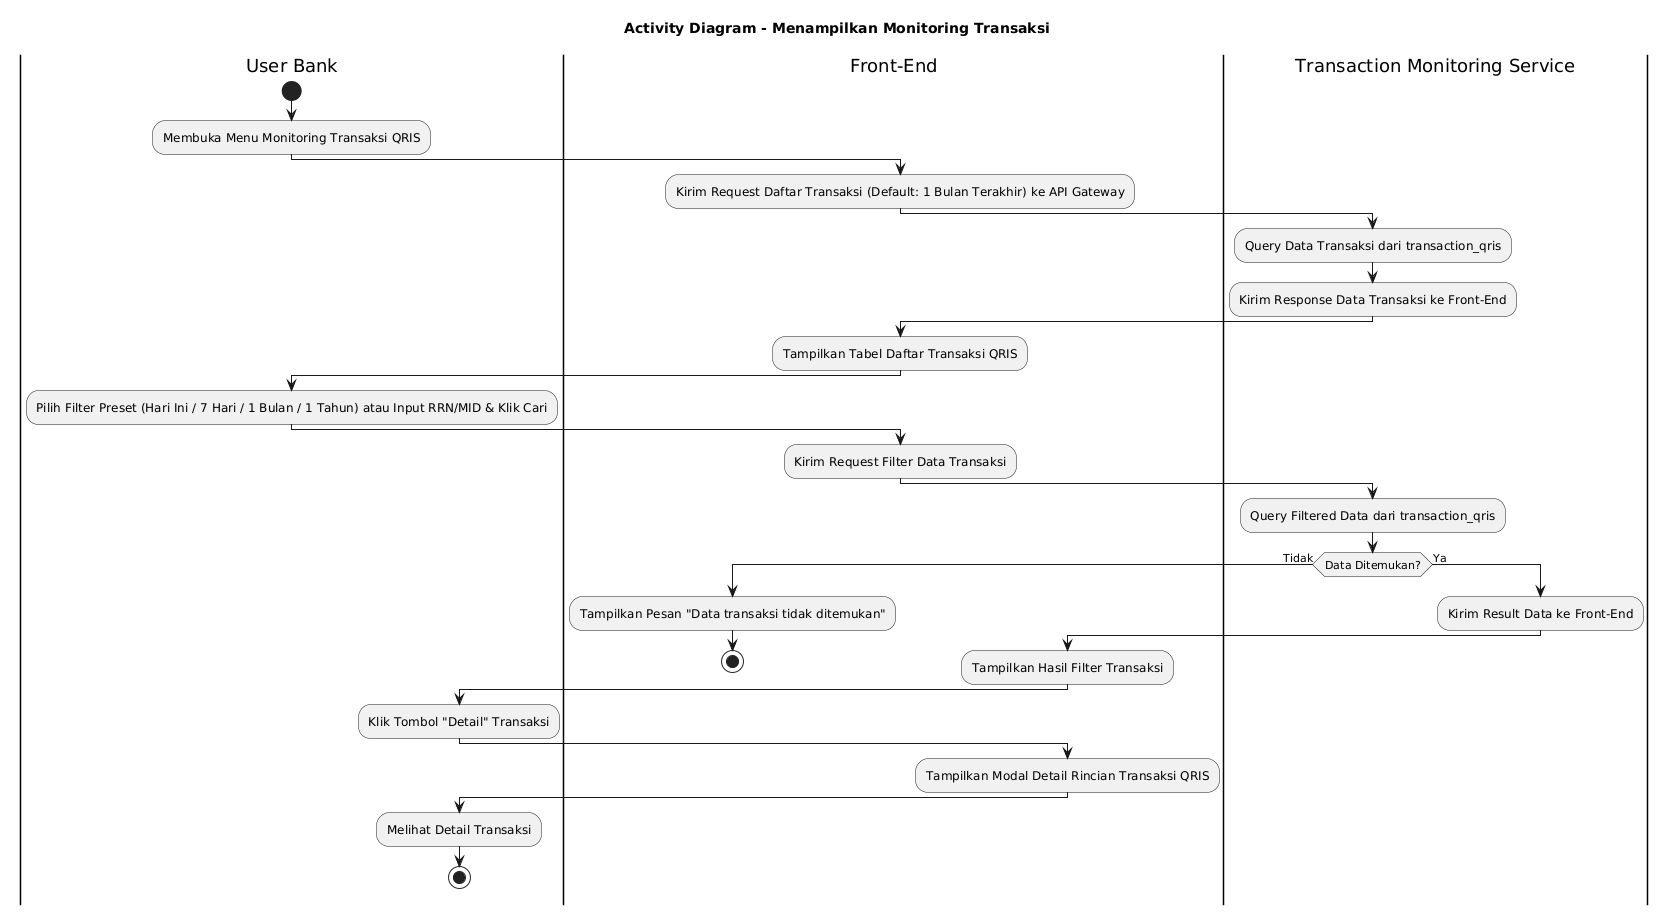 Activity Diagram - Menampilkan Monitoring Transaksi
User Bank
Front-End
Transaction Monitoring Service
Membuka Menu Monitoring Transaksi QRIS
Kirim Request Daftar Transaksi (Default: 1 Bulan Terakhir) ke API Gateway
Query Data Transaksi dari transaction_qris
Kirim Response Data Transaksi ke Front-End
Tampilkan Tabel Daftar Transaksi QRIS
Pilih Filter Preset (Hari Ini / 7 Hari / 1 Bulan / 1 Tahun) atau Input RRN/MID & Klik Cari
Kirim Request Filter Data Transaksi
Query Filtered Data dari transaction_qris
Tidak
Data Ditemukan?
Ya
Tampilkan Pesan "Data transaksi tidak ditemukan"
Kirim Result Data ke Front-End
Tampilkan Hasil Filter Transaksi
Klik Tombol "Detail" Transaksi
Tampilkan Modal Detail Rincian Transaksi QRIS
Melihat Detail Transaksi